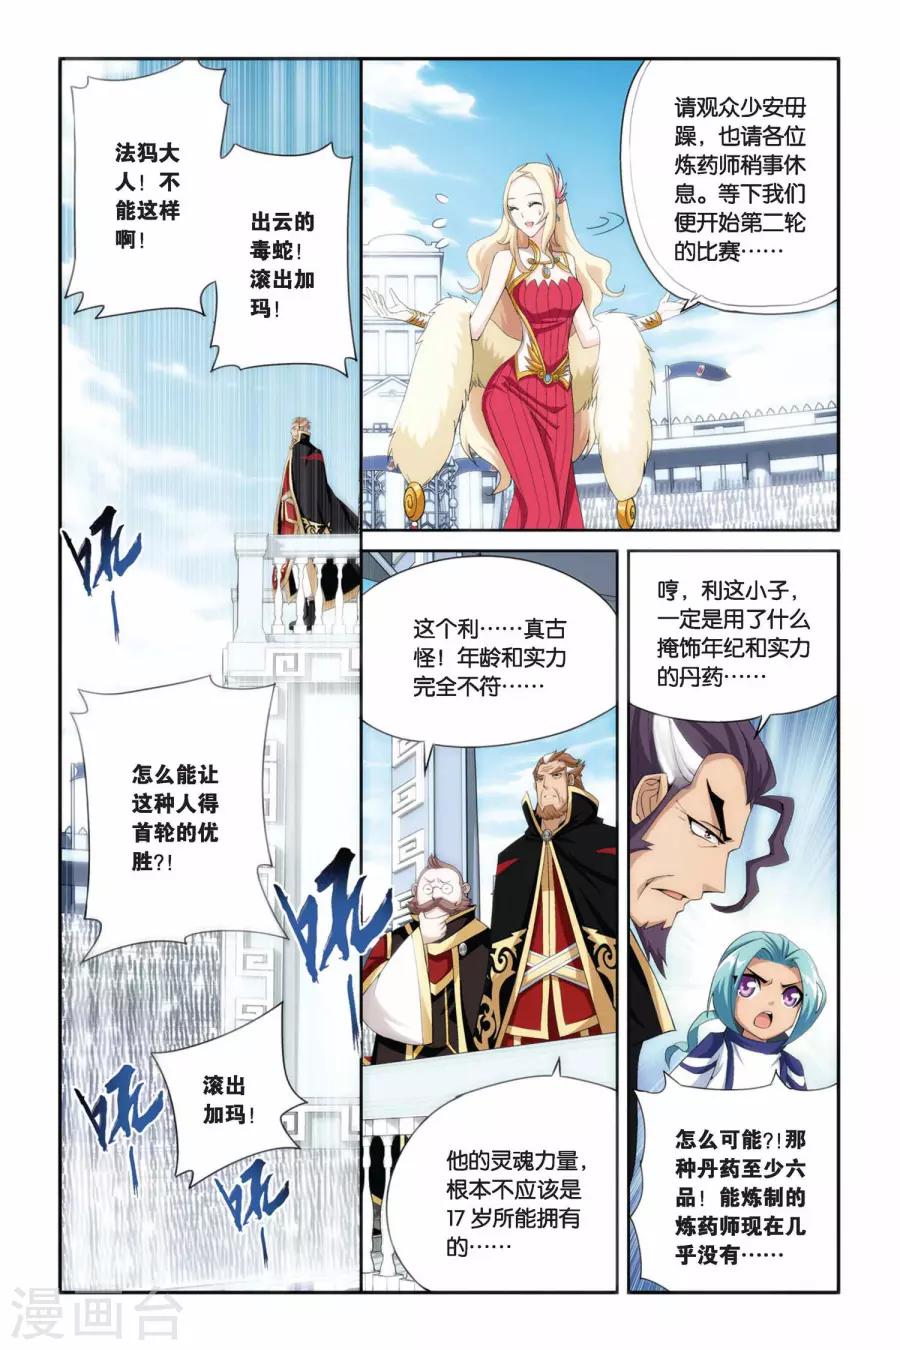 法犸大
人！不
能这样
啊！
出云的
毒蛇！
滚出加
玛！
请观众少安毋
躁，也请各位
炼药师稍事休
息。等下我们
便开始第二轮
的比赛……
吼—
怎么能让
这种人得
首轮的优
胜?!
吼—
滚出
加玛！
吼—
吼—
这个利……真古
怪！年龄和实力
完全不符……
他的灵魂力量，
根本不应该是
17 岁所能拥有
的……
哼，利这小子，
一定是用了什么
掩饰年纪和实力
的丹药……
怎么可能?!那
种丹药至少六
品！能炼制的
炼药师现在几
乎没有……
漫画台